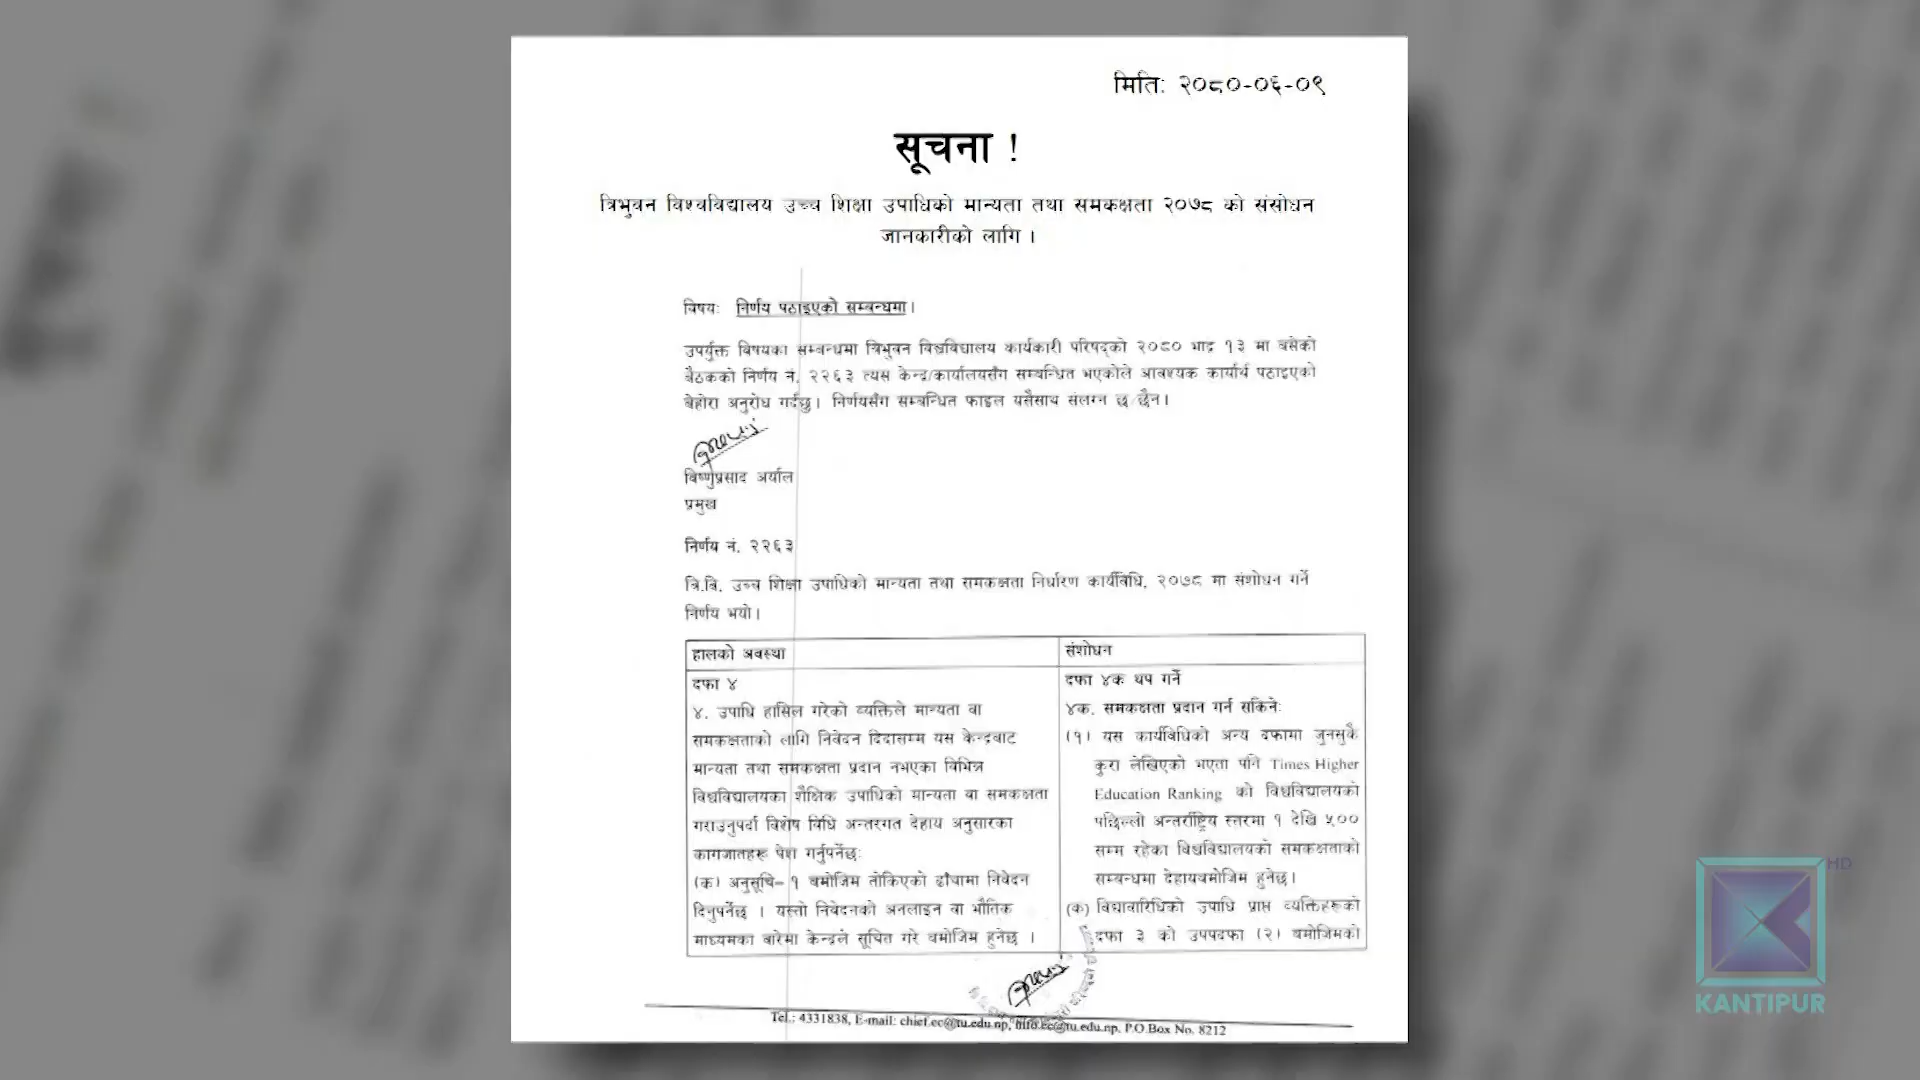 मिति: २०८०-०६-०९
सूचना !
त्रिभुवन विश्वविद्यालय उच्च शिक्षा उपाधिको मान्यता तथा समकक्षता २०७८ को संसोधन
जानकारीको लागि ।
विषयः निर्णय पठाइएको सम्बन्धमा।
उपर्युक्त विषयका सम्बन्धमा त्रिभुवन विश्वविद्यालय कार्यकारी परिषद्को २०८० भाद्र १३ मा बसेको
बैठकको निर्णय नं. २२६३ त्यस केन्द्र/कार्यालयसँग सम्बन्धित भएकोले आवश्यक कार्यार्थ पठाइएको
बेहोरा अनुरोध गर्दछु। निर्णयसँग सम्बन्धित फाइल यसैसाथ संलग्न छ/छैन।
विष्णुप्रसाद अर्याल
प्रमुख
निर्णय नं. २२६३
त्रि.वि. उच्च शिक्षा उपाधिको मान्यता तथा समकक्षता निर्धारण कार्यविधि, २०७८ मा संशोधन गर्ने
निर्णय भयो।
हालको अवस्था
दफा ४
४. उपाधि हासिल गरेको व्यक्तिले मान्यता वा
समकक्षताको लागि निवेदन दिदासम्म यस केन्द्रबाट
मान्यता तथा समकक्षता प्रदान नभएका विभिन्न
विश्वविद्यालयका शैक्षिक उपाधिको मान्यता वा समकक्षता
गराउनुपर्दा विशेष विधि अन्तरगत देहाय अनुसारका
कागजातहरू पेश गर्नुपर्नेछः
(क) अनुसूचि- १ बमोजिम तोकिएको ढाँचामा निवेदन
दिनुपर्नेछ । यस्तो निवेदनको अनलाइन वा भौतिक
माध्यमका बारेमा केन्द्रले सूचित गरे बमोजिम हुनेछ ।
संशोधन
दफा ४क थप गर्ने
४क. समकक्षता प्रदान गर्न सकिनेः
(१) यस कार्यविधिको अन्य दफामा जुनसुकै
कुरा लेखिएको भएता पनि Times Higher
Education Ranking को विश्वविद्यालयको
पछिल्लो अन्तर्राष्ट्रिय स्तरमा १ देखि ५००
सम्म रहेका विश्वविद्यालयको समकक्षताको
सम्बन्धमा देहायबमोजिम हुनेछ।
(क) विद्यावारिधिको उपाधि प्राप्त व्यक्तिहरूको
दफा ३ को उपपदफा (२) बमोजिमको
Tel.: 4331838, E-mail: chief.ec@tu.edu.np, info.ec@tu.edu.np, P.O.Box No. 8212
HD
KANTIPUR